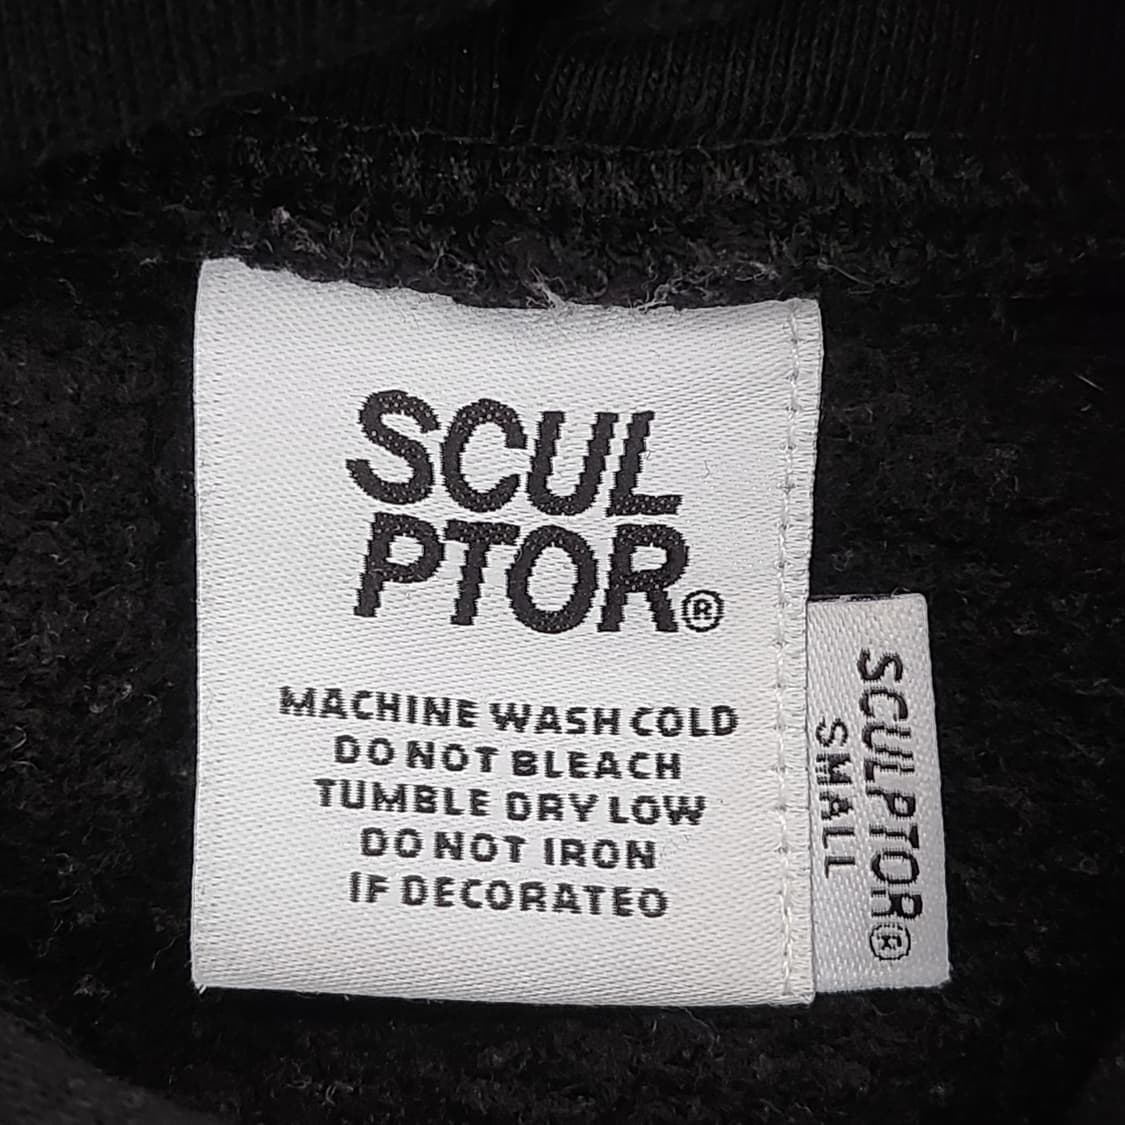 SCUL
PTOR®
MACHINE WASH COLD
DO NOT BLEACH
TUMBLE DRY LOW
DO NOT IRON
IF DECORATED
SCULPTOR®
SMALL